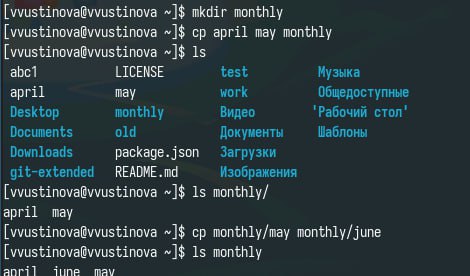 [vvustinova@vvustinova ~]$ mkdir monthly
[vvustinova@vvustinova ~]$ cp april may monthly
[vvustinova@vvustinova ~]$ ls
abc1 LICENSE test Музыка
april may work Общедоступные
Desktop monthly Видео 'Рабочий стол'
Documents old Документы Шаблоны
Downloads package.json Загрузки
git-extended README.md Изображения
[vvustinova@vvustinova ~]$ ls monthly/
april may
[vvustinova@vvustinova ~]$ cp monthly/may monthly/june
[vvustinova@vvustinova ~]$ ls monthly
april june may